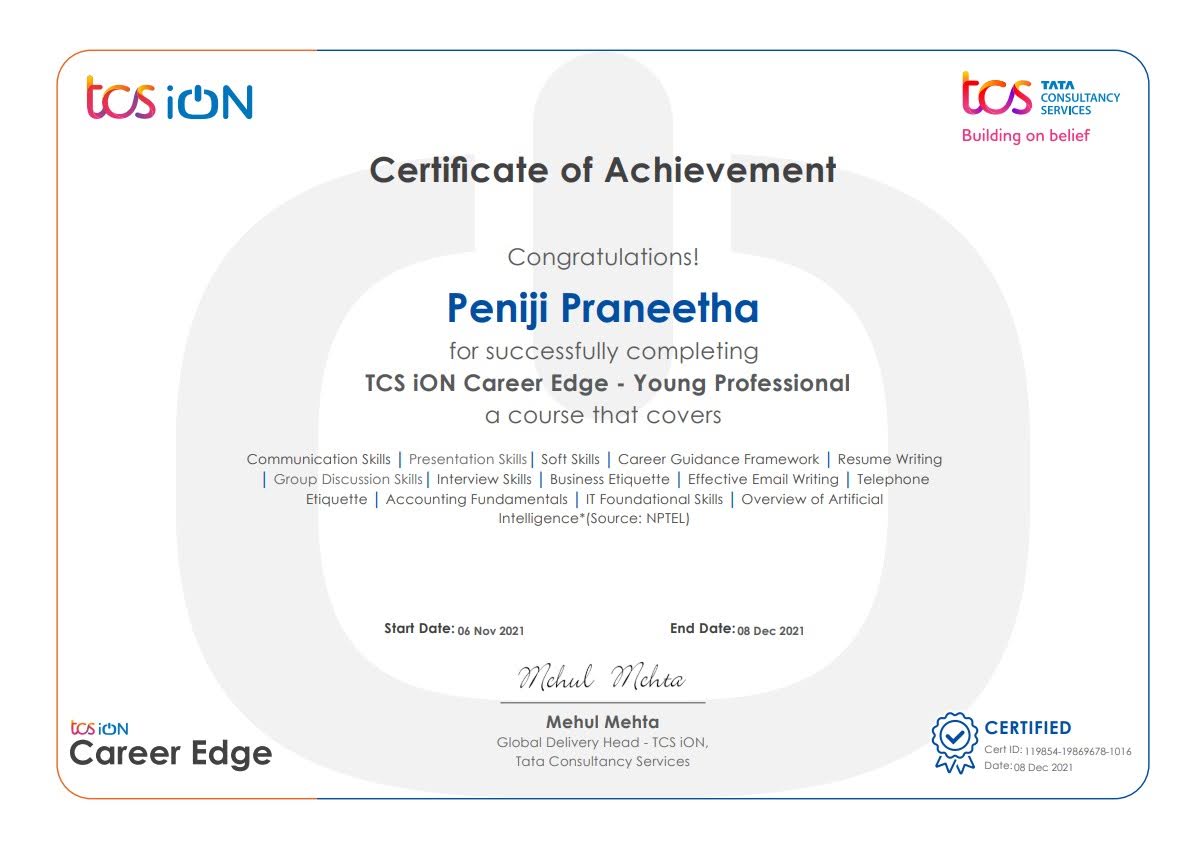 tcs iON
tcs TATA
CONSULTANCY
SERVICES
Building on belief
Certificate of Achievement
Congratulations!
Peniji Praneetha
for successfully completing
TCS iON Career Edge - Young Professional
a course that covers
Communication Skills | Presentation Skills | Soft Skills | Career Guidance Framework | Resume Writing
| Group Discussion Skills | Interview Skills | Business Etiquette | Effective Email Writing | Telephone
Etiquette | Accounting Fundamentals | IT Foundational Skills | Overview of Artificial
Intelligence*(Source: NPTEL)
Start Date: 06 Nov 2021 End Date: 08 Dec 2021
Mehul Mehta
Mehul Mehta
Global Delivery Head - TCS iON,
Tata Consultancy Services
tcs iON
Career Edge
CERTIFIED
Cert ID: 119854-19869678-1016
Date: 08 Dec 2021